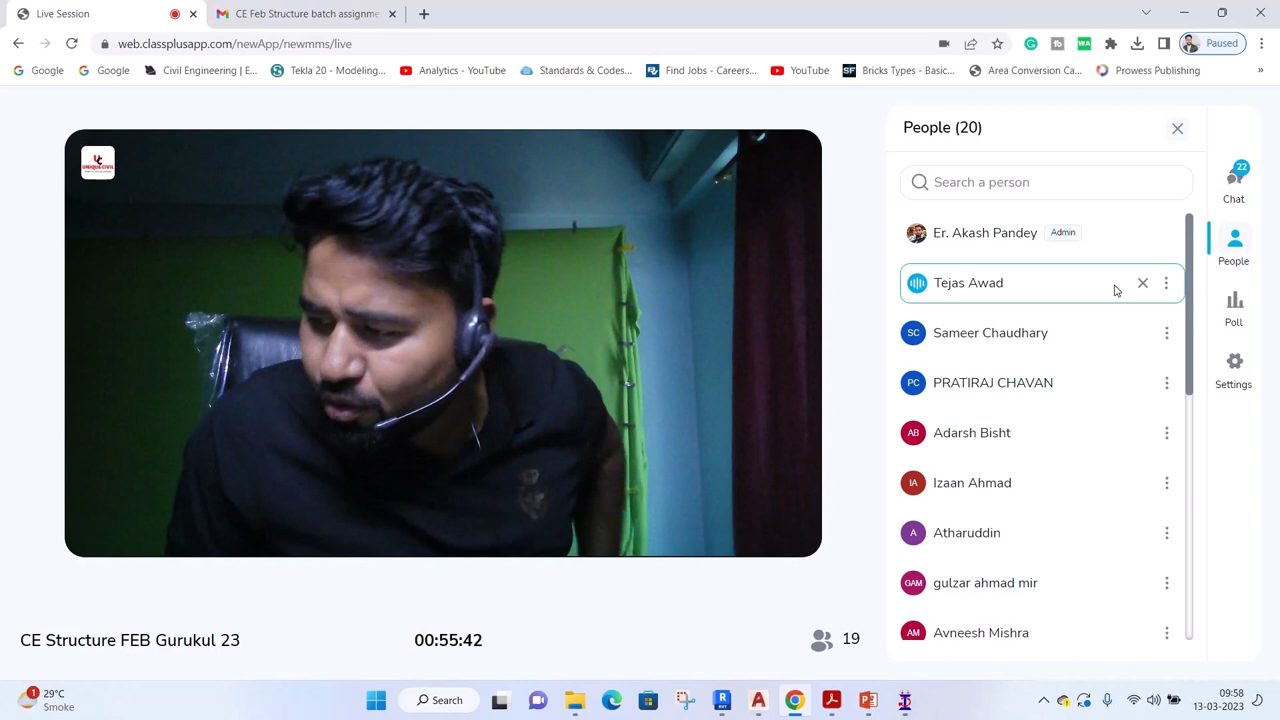 Live Session
CE Feb Structure batch assignme
web.classplusapp.com/newApp/newmms/live
Paused
Google
Google
Civil Engineering | E...
Tekla 20 - Modeling...
Analytics - YouTube
Standards & Codes...
Find Jobs - Careers...
YouTube
Bricks Types - Basic...
Area Conversion Ca...
Prowess Publishing
»
UC
UNIQUE CIVIL
People (20)
Search a person
Er. Akash Pandey Admin
Tejas Awad
SC Sameer Chaudhary
PC PRATIRAJ CHAVAN
AB Adarsh Bisht
IA Izaan Ahmad
A Atharuddin
GAM gulzar ahmad mir
AM Avneesh Mishra
22
Chat
People
Poll
Settings
CE Structure FEB Gurukul 23
00:55:42
19
1
29°C
Smoke
Search
09:58
13-03-2023